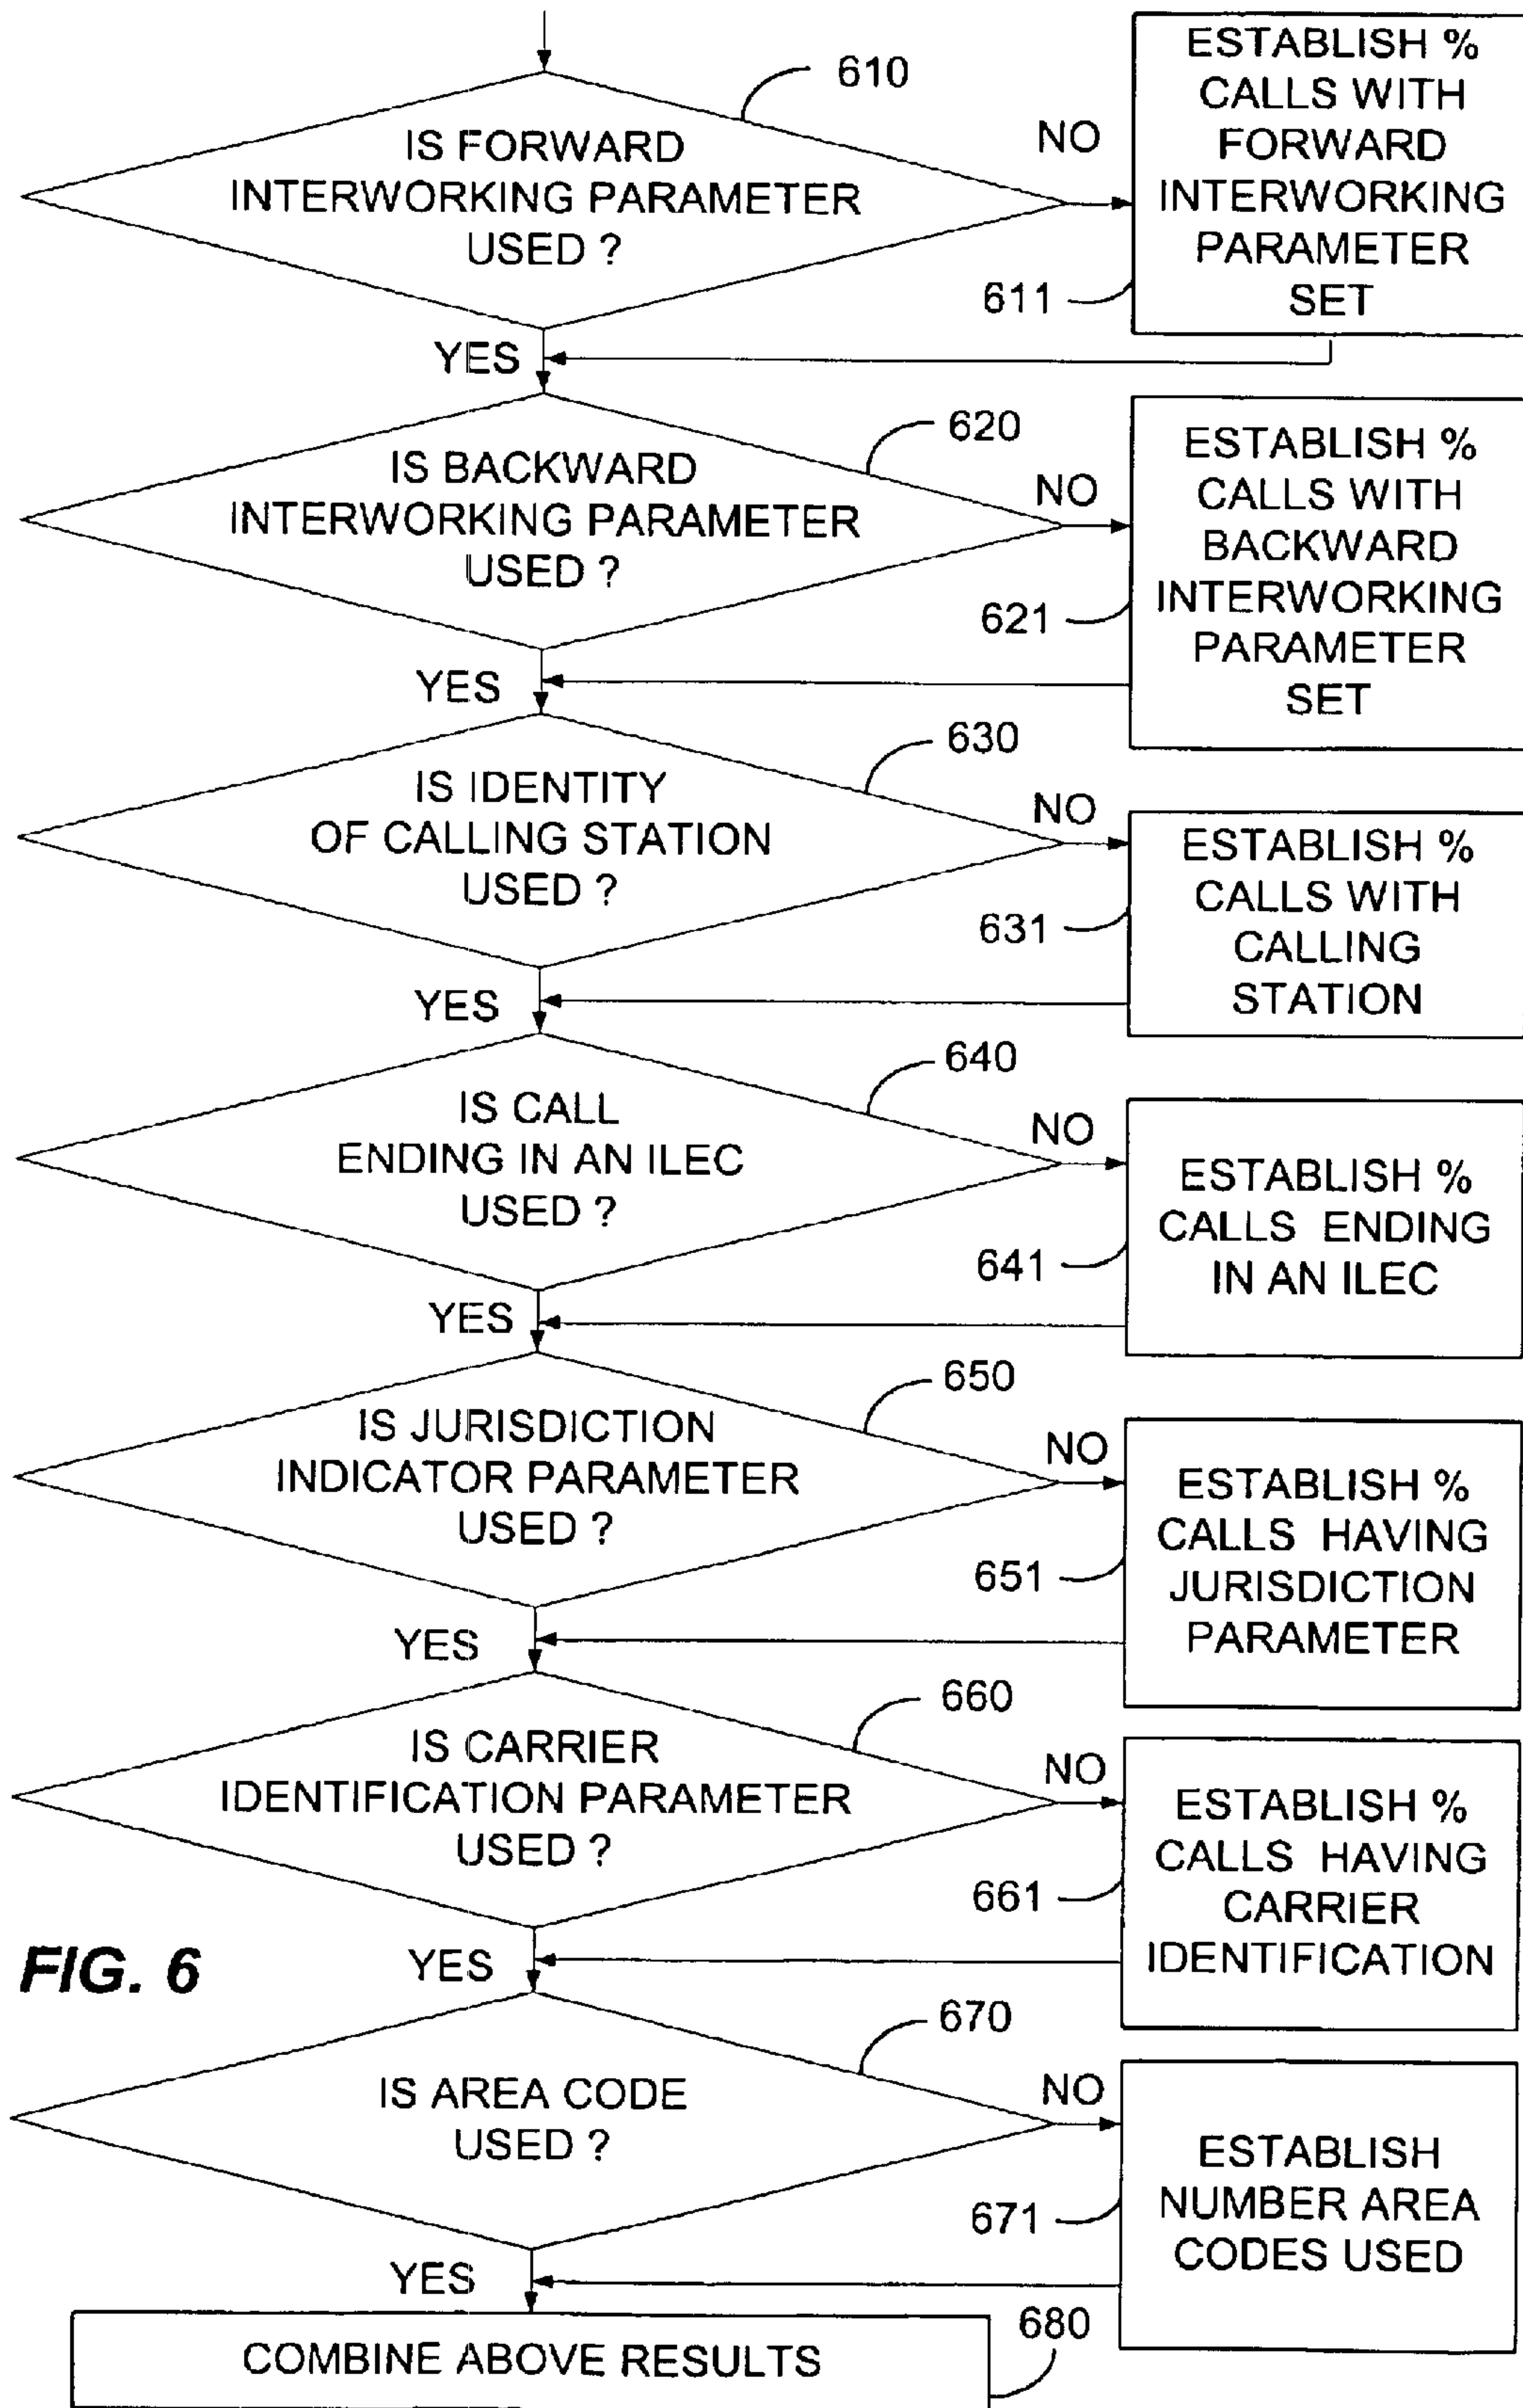 610
IS FORWARD
INTERWORKING PARAMETER
USED ?
NO
ESTABLISH %
CALLS WITH
FORWARD
INTERWORKING
PARAMETER
SET
611
YES
620
IS BACKWARD
INTERWORKING PARAMETER
USED ?
NO
ESTABLISH %
CALLS WITH
BACKWARD
INTERWORKING
PARAMETER
SET
621
YES
630
IS IDENTITY
OF CALLING STATION
USED ?
NO
ESTABLISH %
CALLS WITH
CALLING
STATION
631
YES
640
IS CALL
ENDING IN AN ILEC
USED ?
NO
ESTABLISH %
CALLS ENDING
IN AN ILEC
641
YES
650
IS JURISDICTION
INDICATOR PARAMETER
USED ?
NO
ESTABLISH %
CALLS HAVING
JURISDICTION
PARAMETER
651
YES
660
IS CARRIER
IDENTIFICATION PARAMETER
USED ?
NO
ESTABLISH %
CALLS HAVING
CARRIER
IDENTIFICATION
661
FIG. 6
YES
670
IS AREA CODE
USED ?
NO
ESTABLISH
NUMBER AREA
CODES USED
671
YES
680
COMBINE ABOVE RESULTS